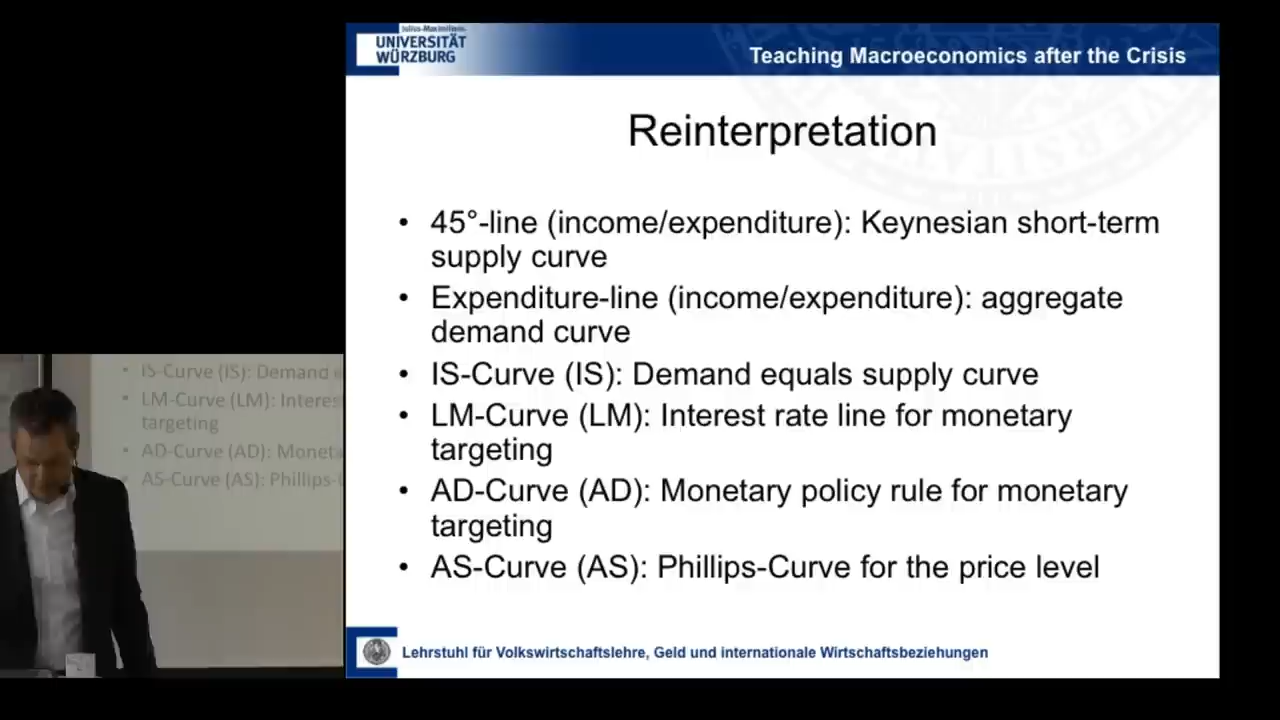 Julius-Maximilians-
UNIVERSITÄT
WÜRZBURG
Teaching Macroeconomics after the Crisis
Reinterpretation
• 45°-line (income/expenditure): Keynesian short-term
supply curve
• Expenditure-line (income/expenditure): aggregate
demand curve
• IS-Curve (IS): Demand equals supply curve
• LM-Curve (LM): Interest rate line for monetary
targeting
• AD-Curve (AD): Monetary policy rule for monetary
targeting
• AS-Curve (AS): Phillips-Curve for the price level
Lehrstuhl für Volkswirtschaftslehre, Geld und internationale Wirtschaftsbeziehungen
• IS-Curve (IS): Demand
• LM-Curve (LM): Interest
targeting
• AD-Curve (AD): Moneta
• AS-Curve (AS): Phillips-C